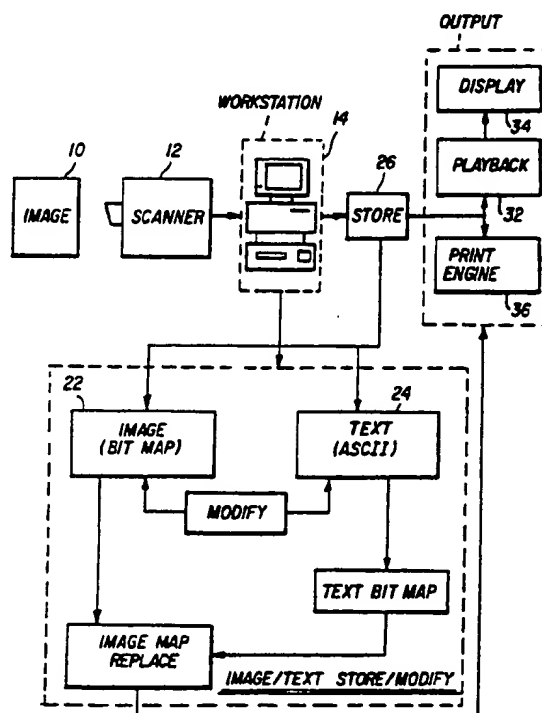 OUTPUT
DISPLAY
34
WORKSTATION
14
PLAYBACK
32
10
12
26
IMAGE
SCANNER
STORE
PRINT
ENGINE
36
22
24
IMAGE
(BIT MAP)
TEXT
(ASCII)
MODIFY
TEXT BIT MAP
IMAGE MAP
REPLACE
IMAGE/TEXT STORE/MODIFY